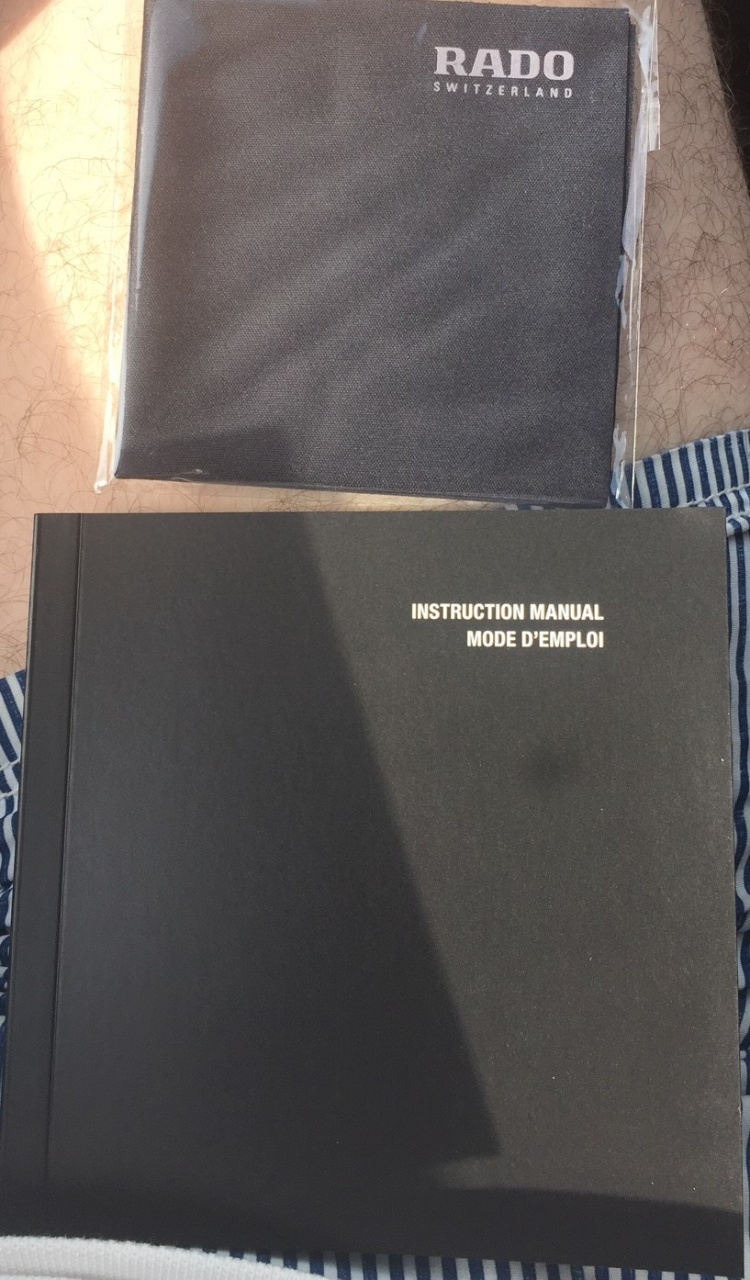 RADO
SWITZERLAND
INSTRUCTION MANUAL
MODE D'EMPLOI